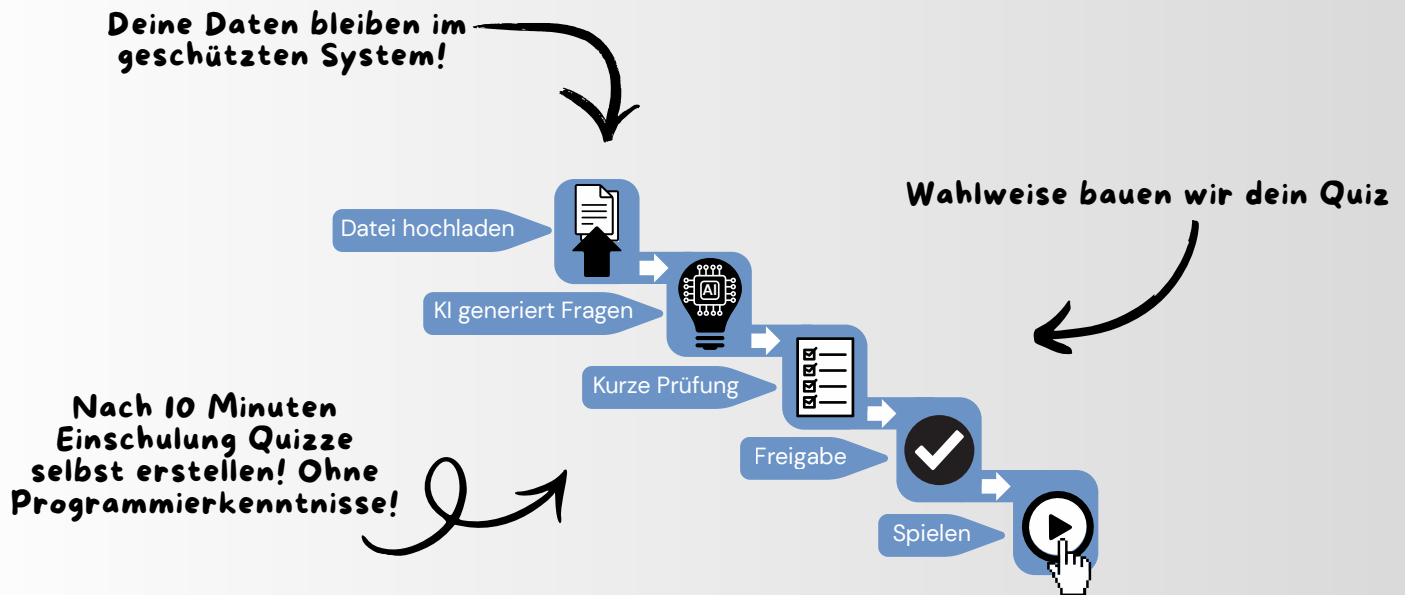 Deine Daten bleiben im
geschützten System!
Wahlweise bauen wir dein Quiz
Datei hochladen
AI
KI generiert Fragen
Kurze Prüfung
Nach 10 Minuten
Einschulung Quizze
selbst erstellen! Ohne
Programmierkenntnisse!
Freigabe
Spielen